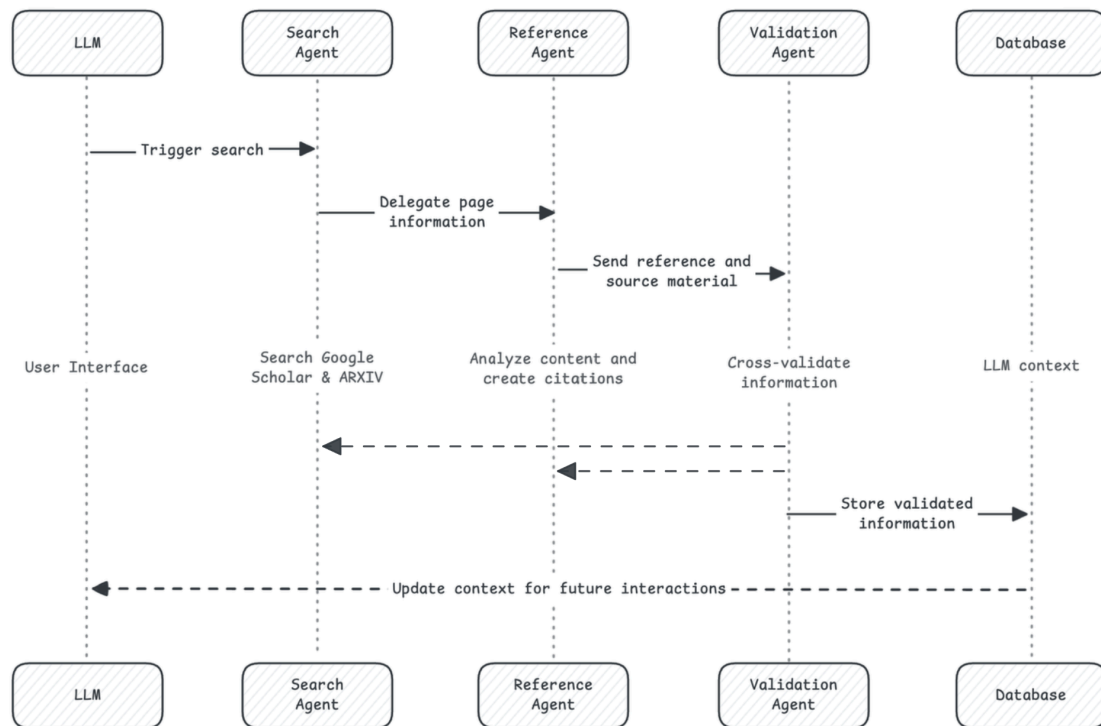 LLM
Search
Agent
Reference
Agent
Validation
Agent
Database
Trigger search
Delegate page
information
Send reference and
source material
User Interface
Search Google
Scholar & ARXIV
Analyze content and
create citations
Cross-validate
information
LLM context
Store validated
information
Update context for future interactions
LLM
Search
Agent
Reference
Agent
Validation
Agent
Database